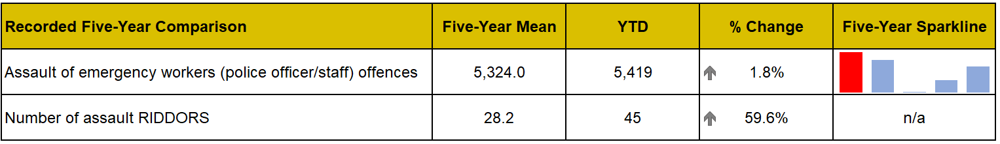 Recorded Five-Year Comparison Five-Year Mean YTD % Change Five-Year Sparkline
Assault of emergency workers (police officer/staff) offences 5,324.0 5,419 1.8%
Number of assault RIDDORS 28.2 45 59.6% n/a